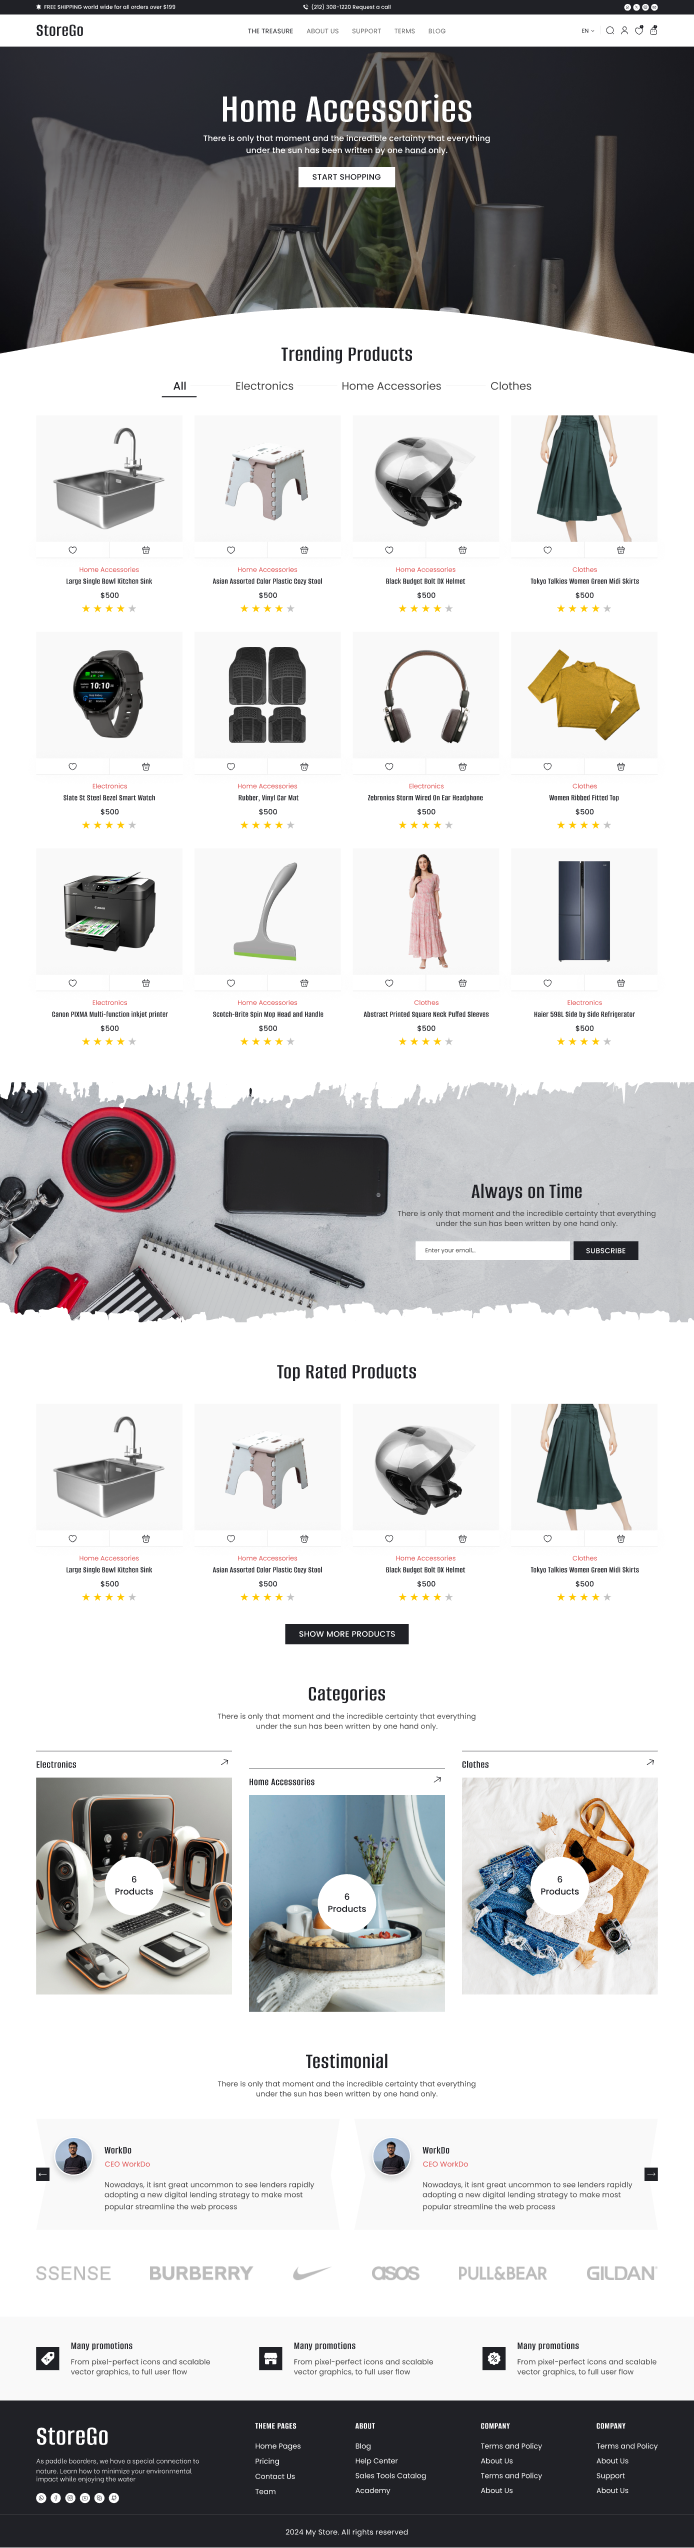 FREE SHIPPING world wide for all orders over $199
(212) 308-1220 Request a call
StoreGo
THE TREASURE ABOUT US SUPPORT TERMS BLOG
EN
Home Accessories
There is only that moment and the incredible certainty that everything
under the sun has been written by one hand only.
START SHOPPING
Trending Products
All Electronics Home Accessories Clothes
Home Accessories
Large Single Bowl Kitchen Sink
$500
Home Accessories
Asian Assorted Color Plastic Cozy Stool
$500
Home Accessories
Black Budget Bolt DX Helmet
$500
Clothes
Tokyo Talkies Women Green Midi Skirts
$500
10:10
Electronics
Slate St Steel Bezel Smart Watch
$500
Home Accessories
Rubber, Vinyl Car Mat
$500
Electronics
Zebronics Storm Wired On Ear Headphone
$500
Clothes
Women Ribbed Fitted Top
$500
Canon
Electronics
Canon PIXMA Multi-function inkjet printer
$500
Home Accessories
Scotch-Brite Spin Mop Head and Handle
$500
Clothes
Abstract Printed Square Neck Puffed Sleeves
$500
Electronics
Haier 598L Side by Side Refrigerator
$500
Always on Time
There is only that moment and the incredible certainty that everything
under the sun has been written by one hand only.
Enter your email...
SUBSCRIBE
Top Rated Products
Home Accessories
Large Single Bowl Kitchen Sink
$500
Home Accessories
Asian Assorted Color Plastic Cozy Stool
$500
Home Accessories
Black Budget Bolt DX Helmet
$500
Clothes
Tokyo Talkies Women Green Midi Skirts
$500
SHOW MORE PRODUCTS
Categories
There is only that moment and the incredible certainty that everything
under the sun has been written by one hand only.
Electronics
6
Products
Home Accessories
6
Products
Clothes
6
Products
Testimonial
There is only that moment and the incredible certainty that everything
under the sun has been written by one hand only.
WorkDo
CEO WorkDo
Nowadays, it isnt great uncommon to see lenders rapidly
adopting a new digital lending strategy to make most
popular streamline the web process
WorkDo
CEO WorkDo
Nowadays, it isnt great uncommon to see lenders rapidly
adopting a new digital lending strategy to make most
popular streamline the web process
SSENSE
BURBERRY
asos
PULL&BEAR
GILDAN
Many promotions
From pixel-perfect icons and scalable
vector graphics, to full user flow
Many promotions
From pixel-perfect icons and scalable
vector graphics, to full user flow
Many promotions
From pixel-perfect icons and scalable
vector graphics, to full user flow
StoreGo
As paddle boarders, we have a special connection to
nature. Learn how to minimize your environmental
impact while enjoying the water
THEME PAGES
Home Pages
Pricing
Contact Us
Team
ABOUT
Blog
Help Center
Sales Tools Catalog
Academy
COMPANY
Terms and Policy
About Us
Terms and Policy
About Us
COMPANY
Terms and Policy
About Us
Support
About Us
2024 My Store. All rights reserved